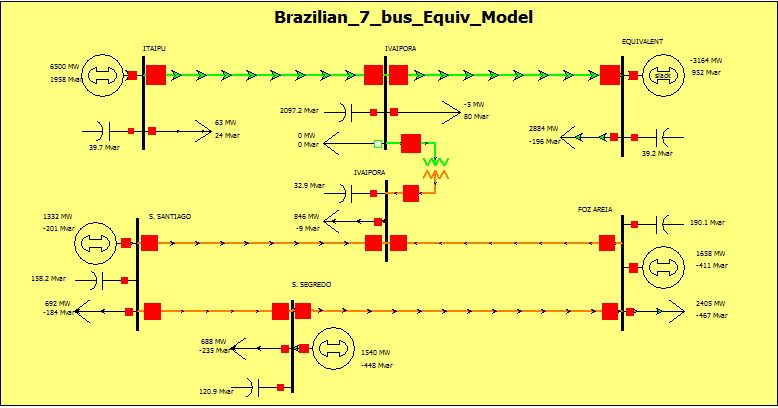 Brazilian_7_bus_Equiv_Model
ITAIPU
IVAIPORA
EQUIVALENT
6500 MW
1958 Mvar
-3164 MW
952 Mvar
slack
63 MW
24 Mvar
39.7 Mvar
2097.2 Mvar
-5 MW
80 Mvar
0 MW
0 Mvar
2884 MW
-196 Mvar
39.2 Mvar
IVAIPORA
32.9 Mvar
846 MW
-9 Mvar
S. SANTIAGO
FOZ AREIA
1332 MW
-201 Mvar
190.1 Mvar
1658 MW
-411 Mvar
158.2 Mvar
692 MW
-184 Mvar
2405 MW
-467 Mvar
S. SEGREDO
688 MW
-235 Mvar
1540 MW
-448 Mvar
120.9 Mvar